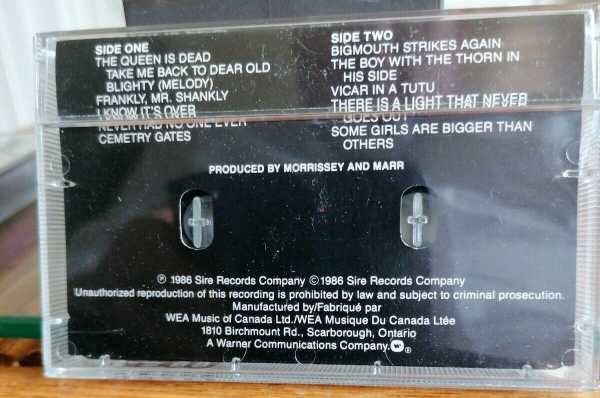 SIDE ONE
THE QUEEN IS DEAD
TAKE ME BACK TO DEAR OLD
BLIGHTY (MELODY)
FRANKLY, MR. SHANKLY
I KNOW IT'S OVER
NEVER HAD NO ONE EVER
CEMETRY GATES
SIDE TWO
BIGMOUTH STRIKES AGAIN
THE BOY WITH THE THORN IN
HIS SIDE
VICAR IN A TUTU
THERE IS A LIGHT THAT NEVER
GOES OUT
SOME GIRLS ARE BIGGER THAN
OTHERS
PRODUCED BY MORRISSEY AND MARR
℗ 1986 Sire Records Company ©1986 Sire Records Company
Unauthorized reproduction of this recording is prohibited by law and subject to criminal prosecution.
Manufactured by/Fabriqué par
WEA Music of Canada Ltd./WEA Musique Du Canada Ltée
1810 Birchmount Rd., Scarborough, Ontario
A Warner Communications Company.